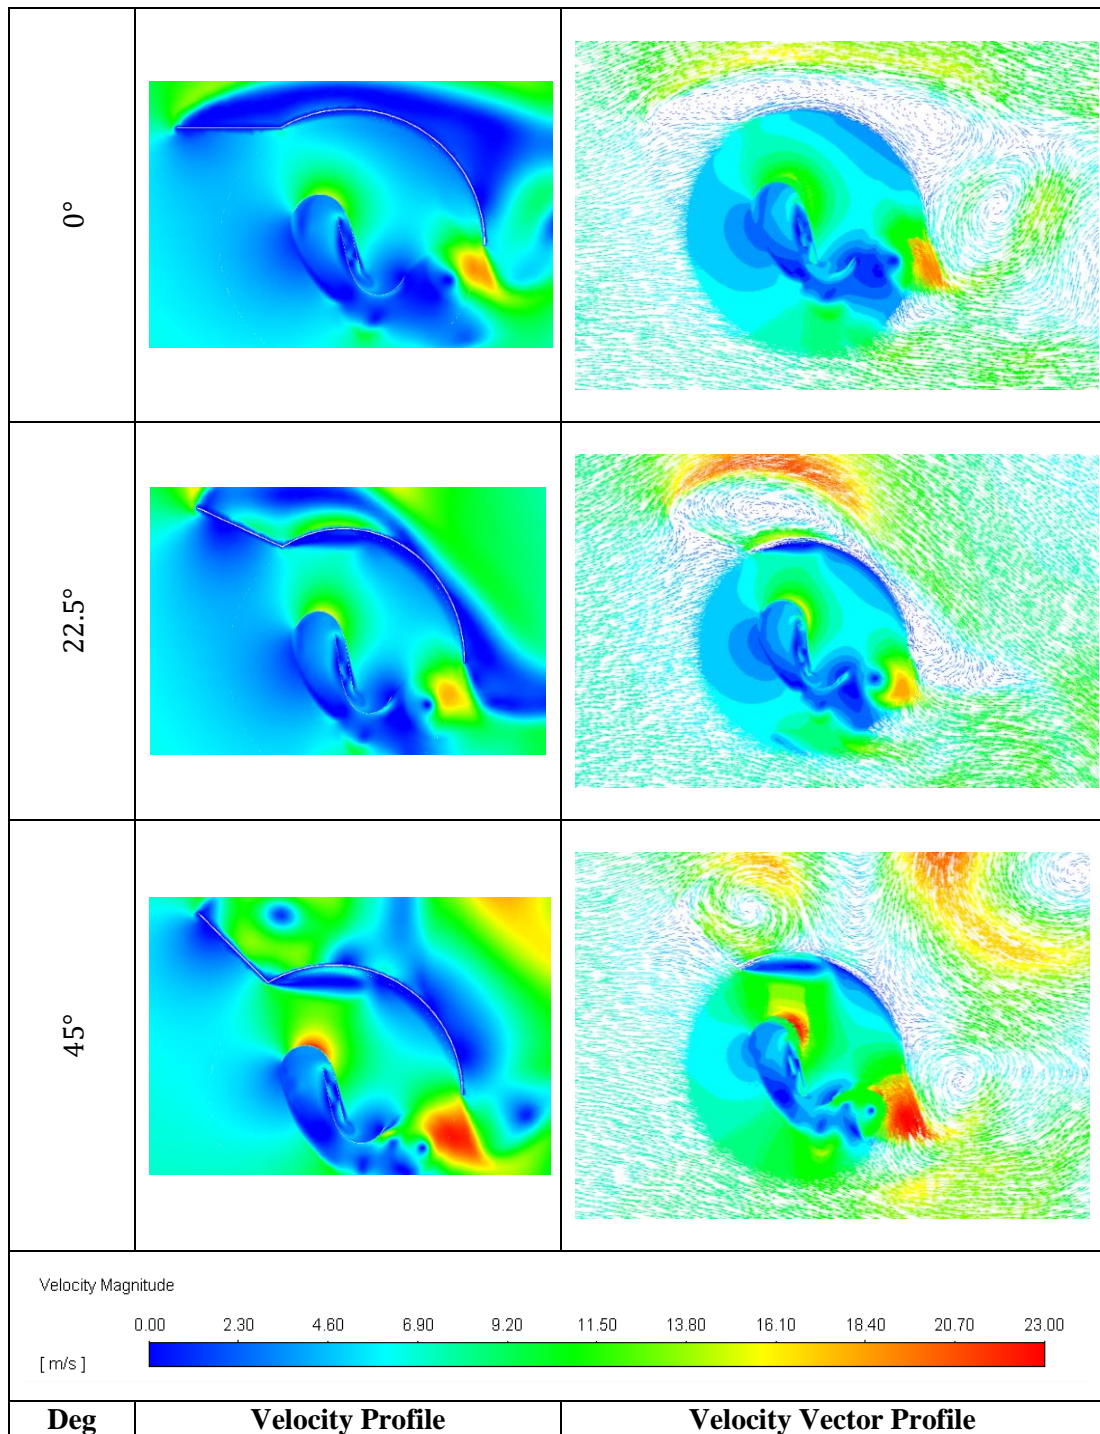 0°
22.5°
45°
Velocity Magnitude
0.00 2.30 4.60 6.90 9.20 11.50 13.80 16.10 18.40 20.70 23.00
[ m/s ]
Deg Velocity Profile Velocity Vector Profile